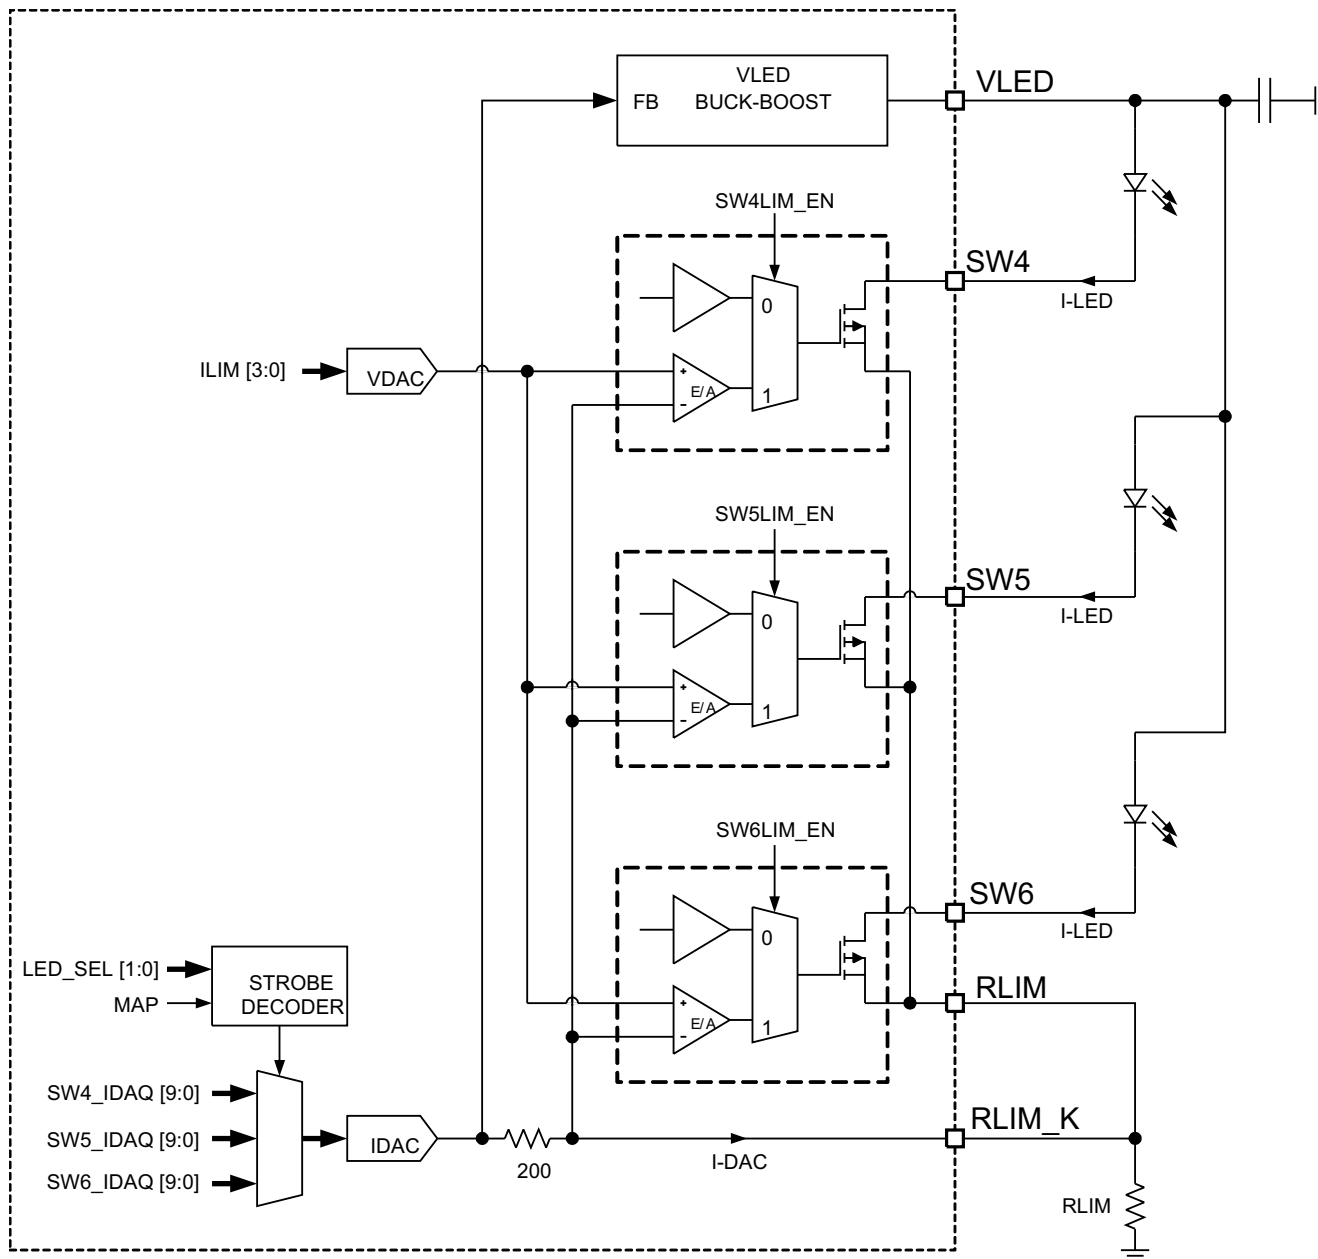 VLED
FB BUCK-BOOST
VLED
SW4LIM_EN
SW4
0
I-LED
ILIM [3:0]
VDAC
+
E/A
-
1
SW5LIM_EN
SW5
0
I-LED
+
E/A
-
1
SW6LIM_EN
SW6
0
I-LED
LED_SEL [1:0]
STROBE
DECODER
MAP
RLIM
+
E/A
-
1
SW4_IDAQ [9:0]
SW5_IDAQ [9:0]
SW6_IDAQ [9:0]
IDAC
200
I-DAC
RLIM_K
RLIM